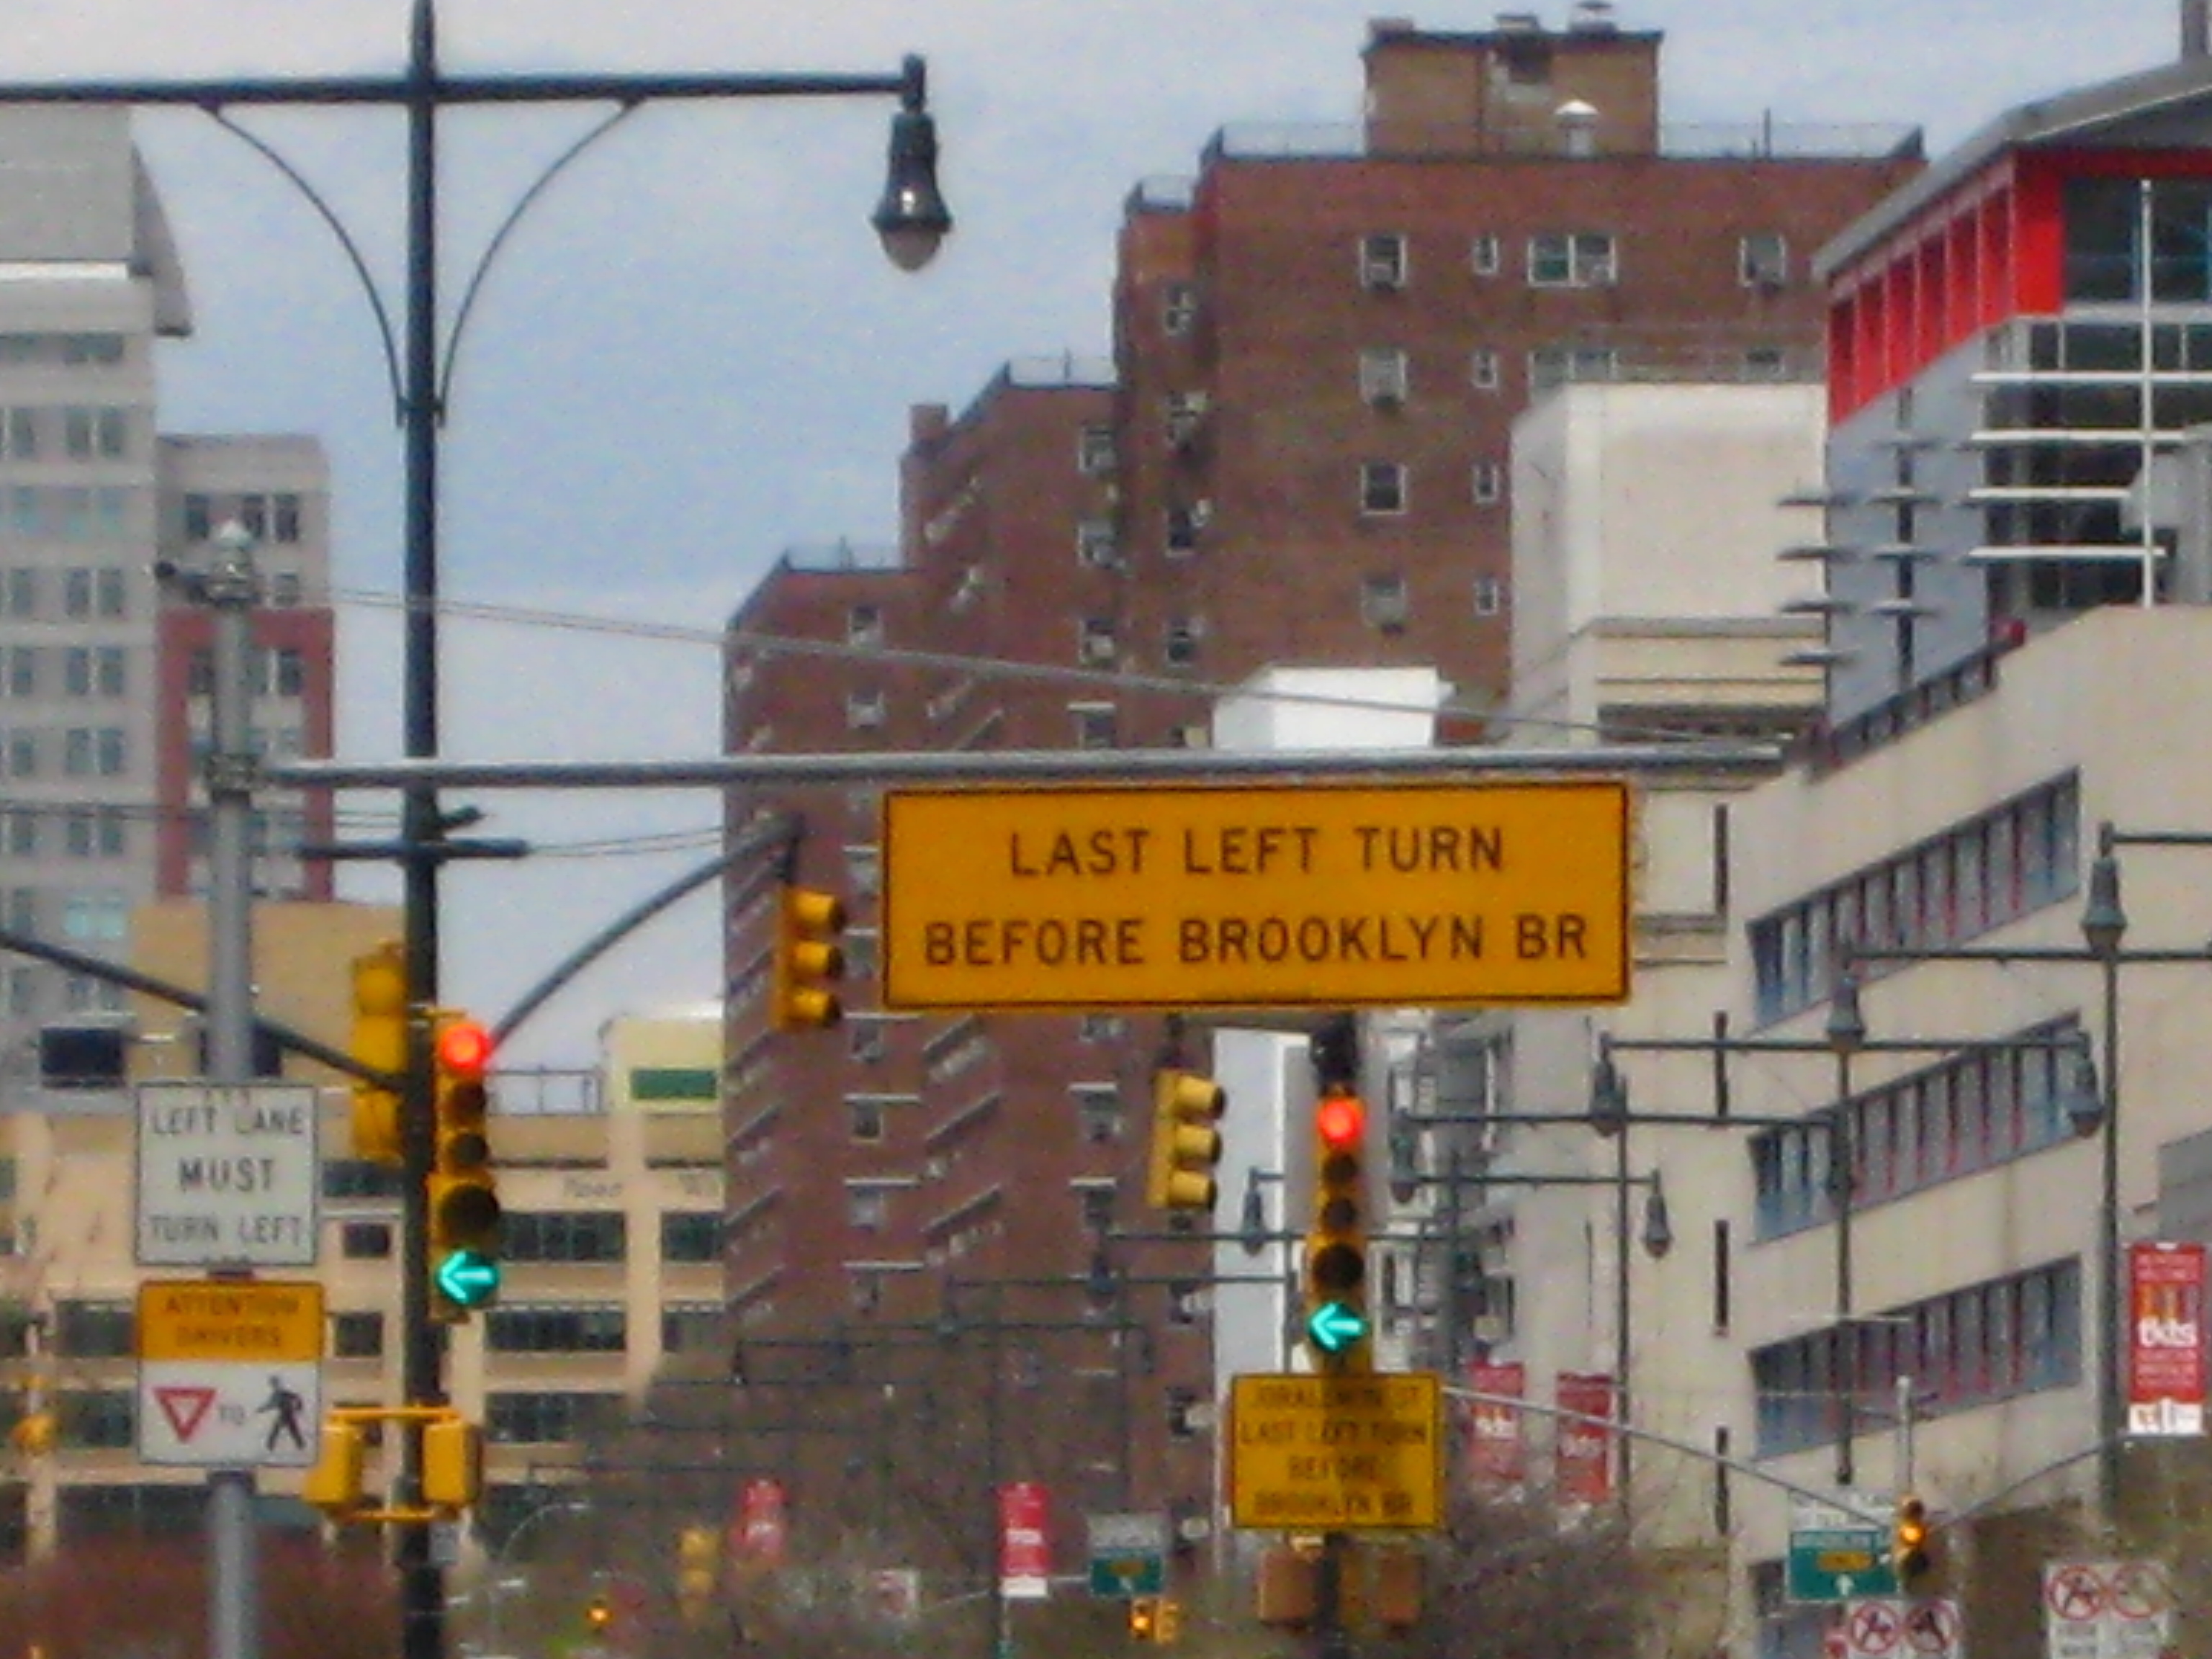 LAST LEFT TURN
BEFORE BROOKLYN BR
LEFT LANE
MUST
TURN LEFT
ATTENTION
DRIVERS
TO
LAST LEFT TURN
BEFORE
BROOKLYN BR
tkts